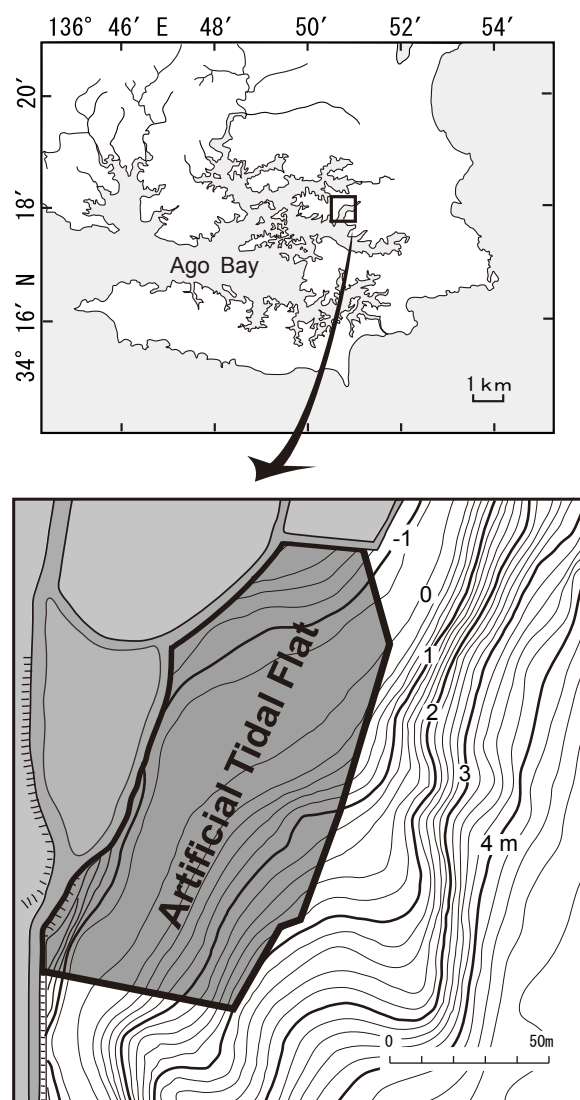 136° 46′ E 48′ 50′ 52′ 54′
20′
18′
34° 16′ N
Ago Bay
1 km
-1
0
1
2
3
4 m
Artificial Tidal Flat
0 50m